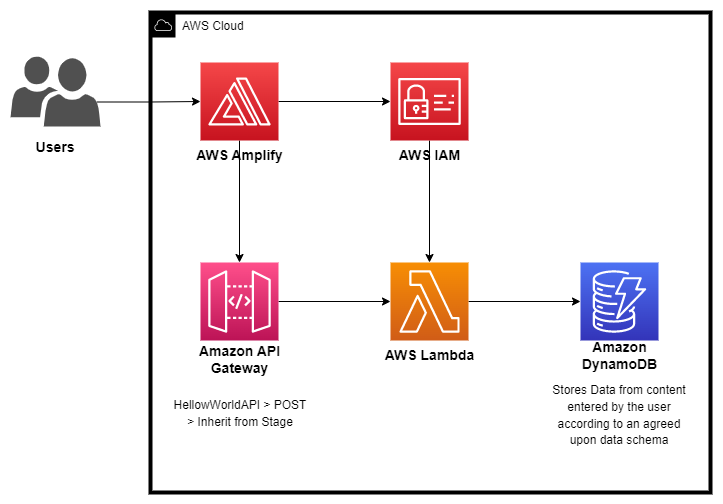 AWS Cloud
Users
AWS Amplify
AWS IAM
</>
Amazon API
Gateway
AWS Lambda
Amazon
DynamoDB
HellowWorldAPI > POST
> Inherit from Stage
Stores Data from content
entered by the user
according to an agreed
upon data schema